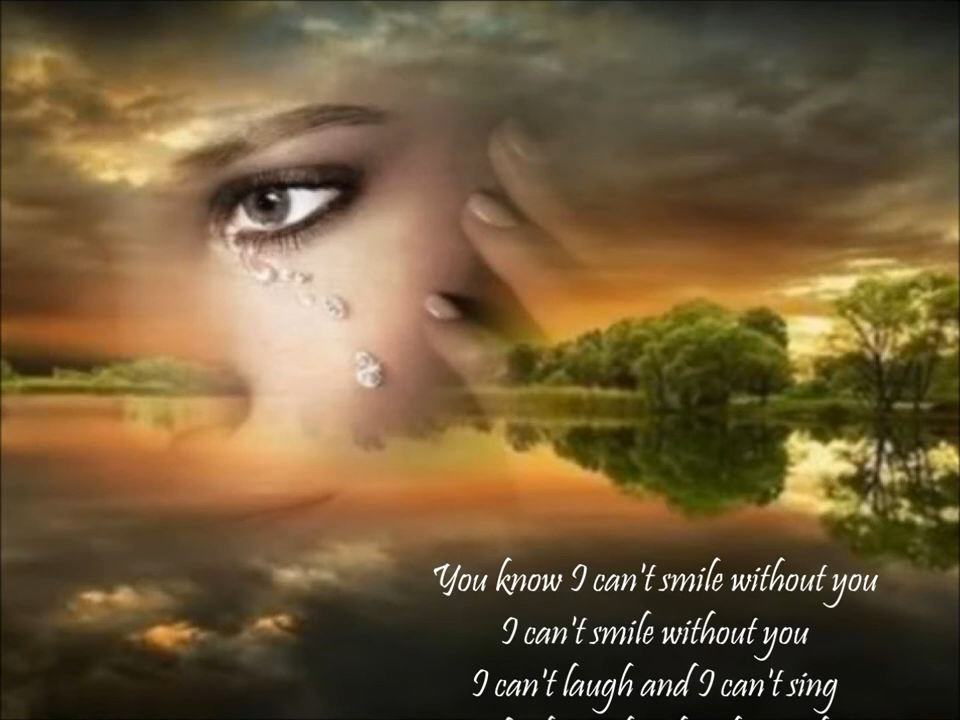 You know I can't smile without you
I can't smile without you
I can't laugh and I can't sing